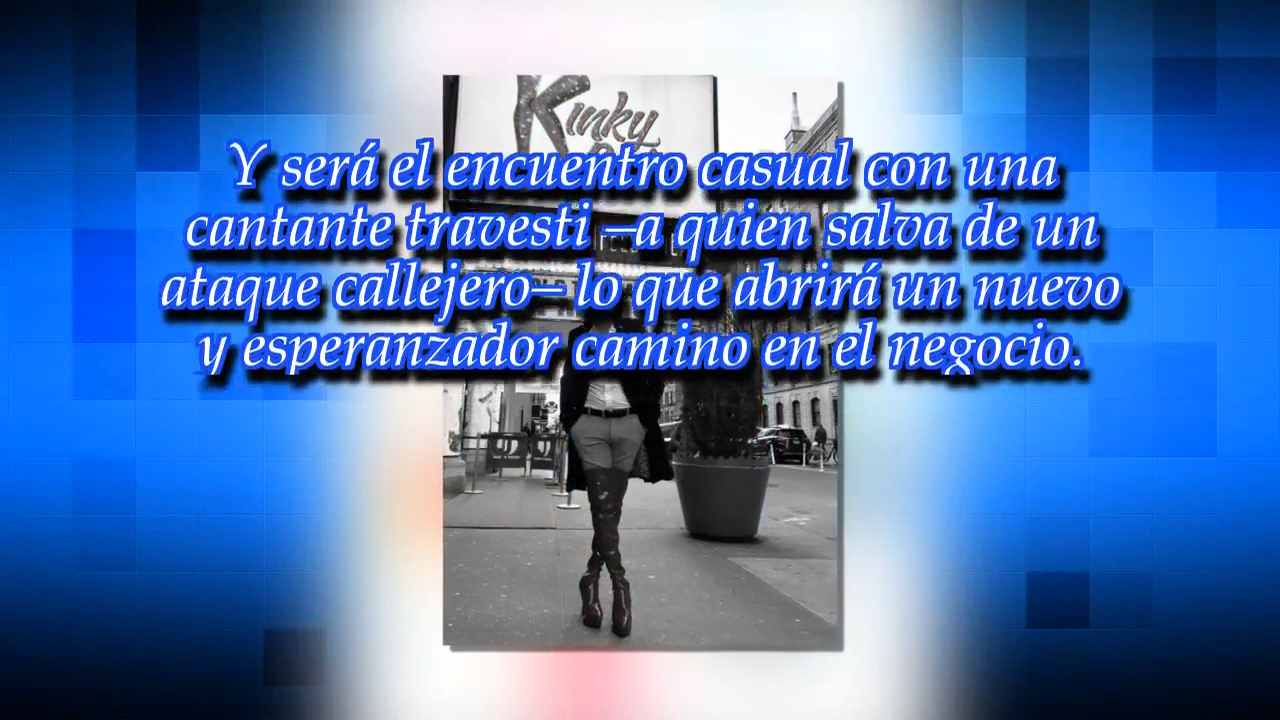 Kinky
Y será el encuentro casual con una
cantante travesti –a quien salva de un
ataque callejero– lo que abrirá un nuevo
y esperanzador camino en el negocio.